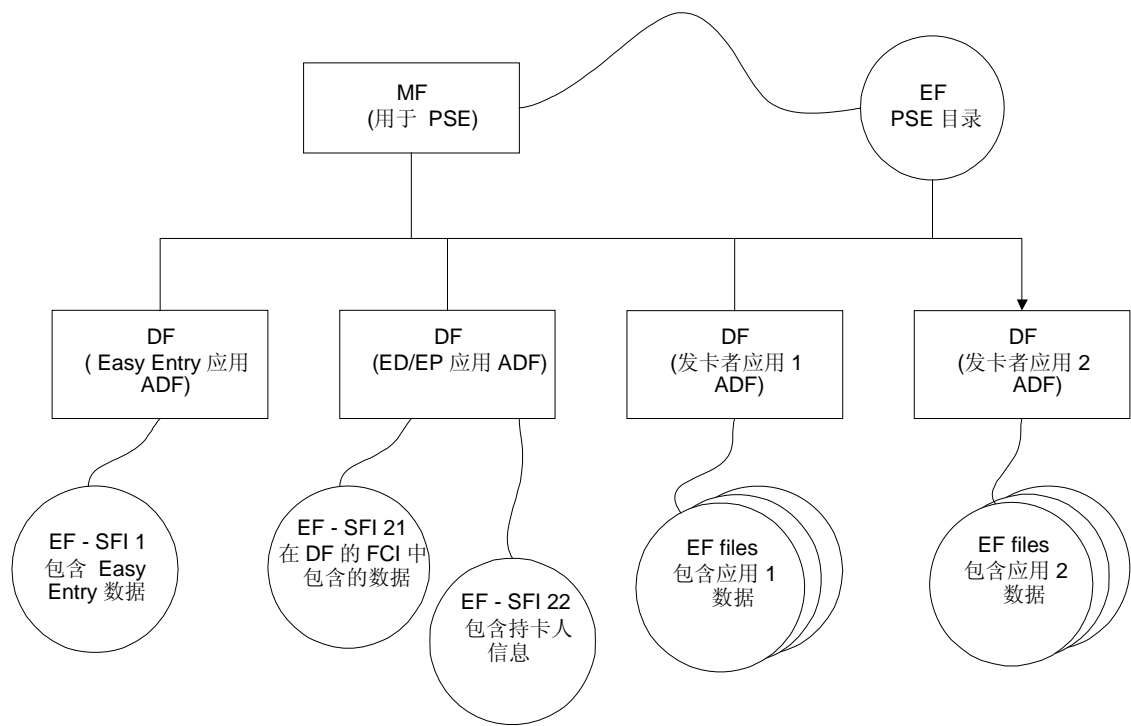 MF
(用于 PSE)
EF
PSE 目录
DF
( Easy Entry 应用
ADF)
DF
(ED/EP 应用 ADF)
DF
(发卡者应用 1
ADF)
DF
(发卡者应用 2
ADF)
EF - SFI 1
包含 Easy
Entry 数据
EF - SFI 21
在 DF 的 FCI 中
包含的数据
EF - SFI 22
包含持卡人
信息
EF files
包含应用 1
数据
EF files
包含应用 2
数据